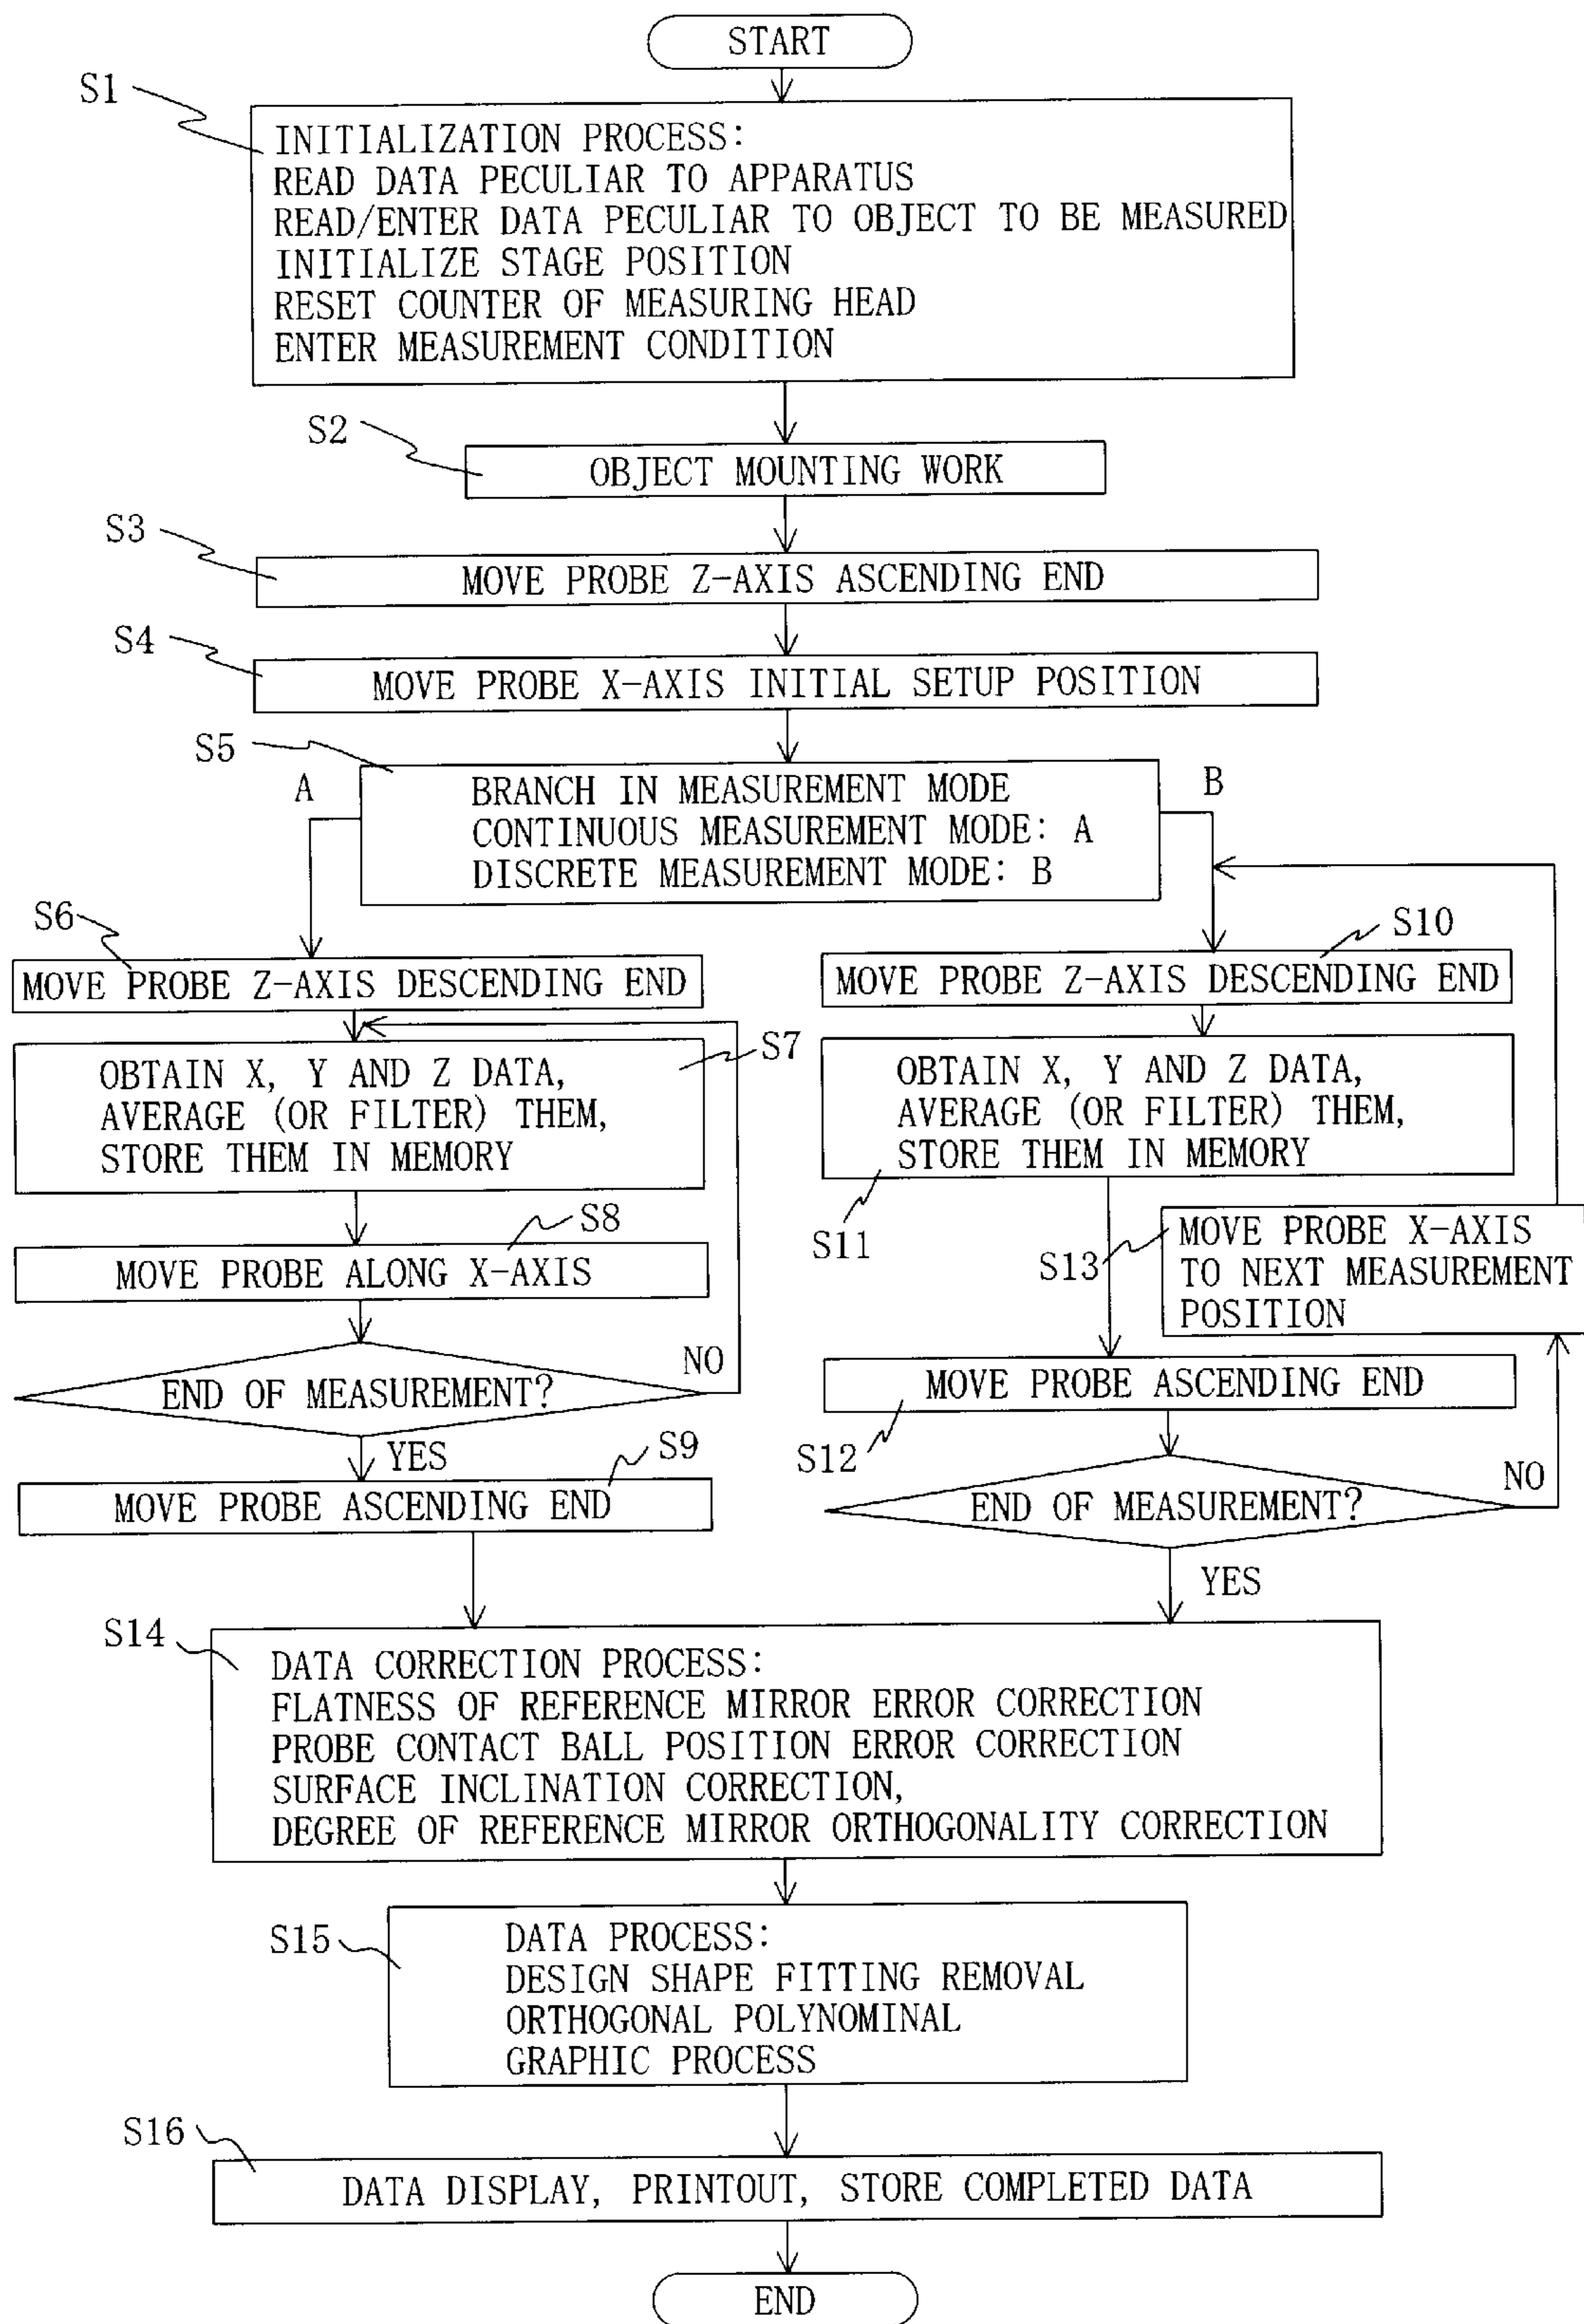 START
S1
INITIALIZATION PROCESS:
READ DATA PECULIAR TO APPARATUS
READ/ENTER DATA PECULIAR TO OBJECT TO BE MEASURED
INITIALIZE STAGE POSITION
RESET COUNTER OF MEASURING HEAD
ENTER MEASUREMENT CONDITION
S2
OBJECT MOUNTING WORK
S3
MOVE PROBE Z-AXIS ASCENDING END
S4
MOVE PROBE X-AXIS INITIAL SETUP POSITION
S5
A
BRANCH IN MEASUREMENT MODE
CONTINUOUS MEASUREMENT MODE: A
DISCRETE MEASUREMENT MODE: B
B
S6
MOVE PROBE Z-AXIS DESCENDING END
S7
OBTAIN X, Y AND Z DATA,
AVERAGE (OR FILTER) THEM,
STORE THEM IN MEMORY
S8
MOVE PROBE ALONG X-AXIS
END OF MEASUREMENT?
NO
YES
S9
MOVE PROBE ASCENDING END
S10
MOVE PROBE Z-AXIS DESCENDING END
OBTAIN X, Y AND Z DATA,
AVERAGE (OR FILTER) THEM,
STORE THEM IN MEMORY
S11
S13
MOVE PROBE X-AXIS
TO NEXT MEASUREMENT
POSITION
MOVE PROBE ASCENDING END
S12
END OF MEASUREMENT?
NO
YES
S14
DATA CORRECTION PROCESS:
FLATNESS OF REFERENCE MIRROR ERROR CORRECTION
PROBE CONTACT BALL POSITION ERROR CORRECTION
SURFACE INCLINATION CORRECTION,
DEGREE OF REFERENCE MIRROR ORTHOGONALITY CORRECTION
S15
DATA PROCESS:
DESIGN SHAPE FITTING REMOVAL
ORTHOGONAL POLYNOMINAL
GRAPHIC PROCESS
S16
DATA DISPLAY, PRINTOUT, STORE COMPLETED DATA
END